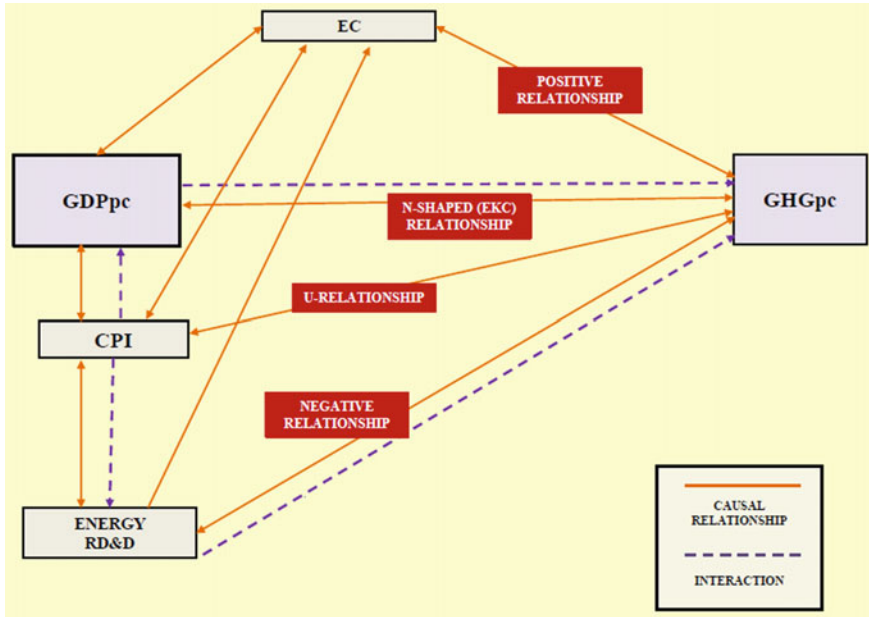 EC
POSITIVE
RELATIONSHIP
GDPpc
GHGpc
N-SHAPED (EKC)
RELATIONSHIP
U-RELATIONSHIP
CPI
NEGATIVE
RELATIONSHIP
ENERGY
RD&D
CAUSAL
RELATIONSHIP
INTERACTION